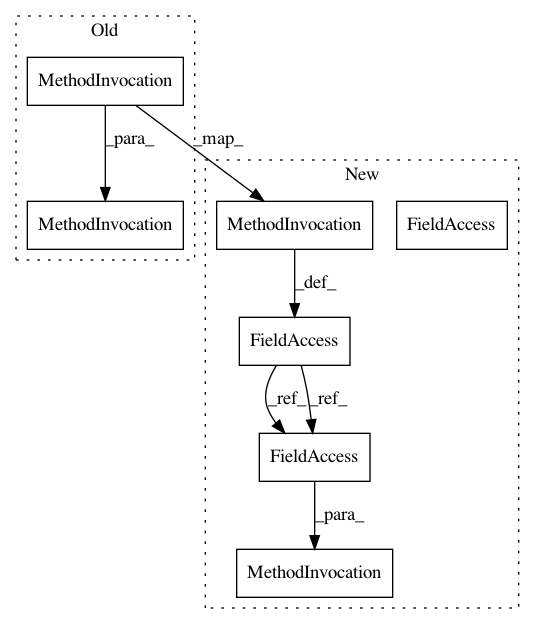 Old
MethodInvocation
_para_
_map_
MethodInvocation
New
MethodInvocation
FieldAccess
_def_
FieldAccess
_ref_
_ref_
FieldAccess
_para_
MethodInvocation